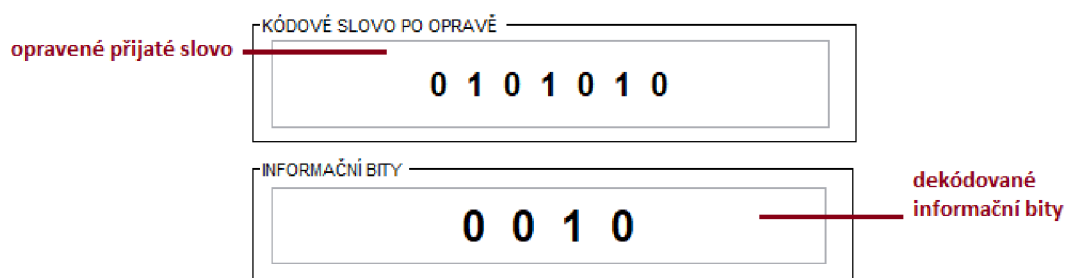 KÓDOVÉ SLOVO PO OPRAVĚ
opravené přijaté slovo
0 1 0 1 0 1 0
INFORMAČNÍ BITY
dekódované
informační bity
0 0 1 0